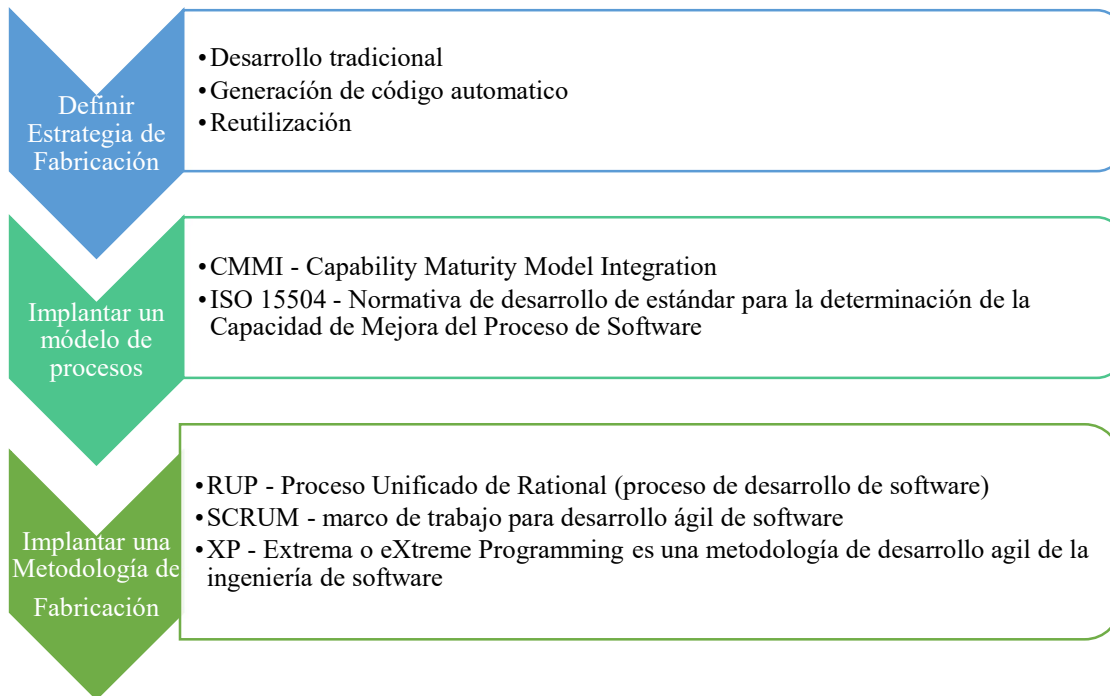 Definir
Estrategia de
Fabricación
•Desarrollo tradicional
•Generacíón de código automatico
•Reutilización
Implantar un
módelo de
procesos
•CMMI - Capability Maturity Model Integration
•ISO 15504 - Normativa de desarrollo de estándar para la determinación de la
Capacidad de Mejora del Proceso de Software
Implantar una
Metodología de
Fabricación
•RUP - Proceso Unificado de Rational (proceso de desarrollo de software)
•SCRUM - marco de trabajo para desarrollo ágil de software
•XP - Extrema o eXtreme Programming es una metodología de desarrollo agil de la
ingeniería de software